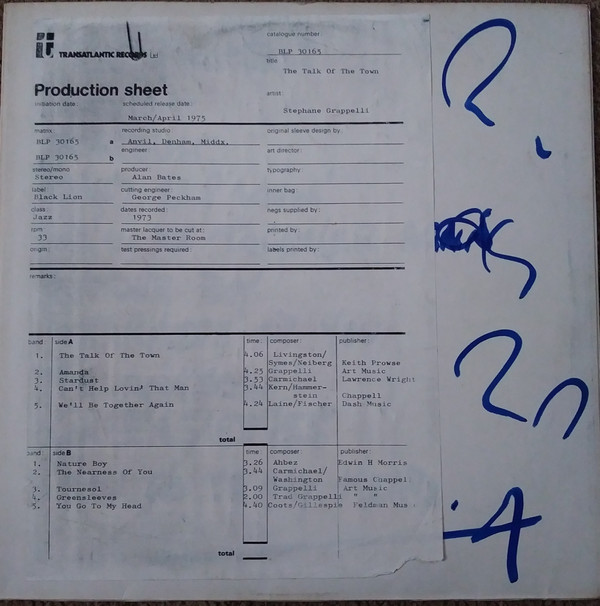 TRANSATLANTIC RECORDS Ltd
catalogue number
BLP 30165
title
The Talk Of The Town
Production sheet
artist
Stephane Grappelli
initiation date:
scheduled release date:
March/April 1975
matrix
BLP 30165 a
BLP 30165 b
recording studio
Anvil, Denham, Middx.
original sleeve design by:
engineer:
art director:
stereo/mono
Stereo
producer
Alan Bates
typography:
label
Black Lion
cutting engineer:
George Peckham
inner bag:
class
Jazz
dates recorded:
1973
negs supplied by:
rpm
33
master lacquer to be cut at:
The Master Room
printed by:
origin:
test pressings required:
labels printed by:
remarks:
band side A time: composer publisher:
1. The Talk Of The Town 4.06 Livingston/
Symes/Neiberg Keith Prowse
2. Amanda 4.25 Grappelli Art Music
3. Stardust 3.53 Carmichael Lawrence Wright
4. Can't Help Lovin' That Man 3.44 Kern/Hammer-
stein Chappell
5. We'll Be Together Again 4.24 Laine/Fischer Dash Music
total
band: side B time: composer publisher:
1. Nature Boy 3.26 Ahbez Edwin H Morris
2. The Nearness Of You 3.44 Carmichael/
Washington Famous Chappel
3. Tournesol 3.09 Grappelli Art Music
4. Greensleeves 2.00 Trad Grappelli " "
5. You Go To My Head 4.40 Coots/Gillespie Feldman Mus
total